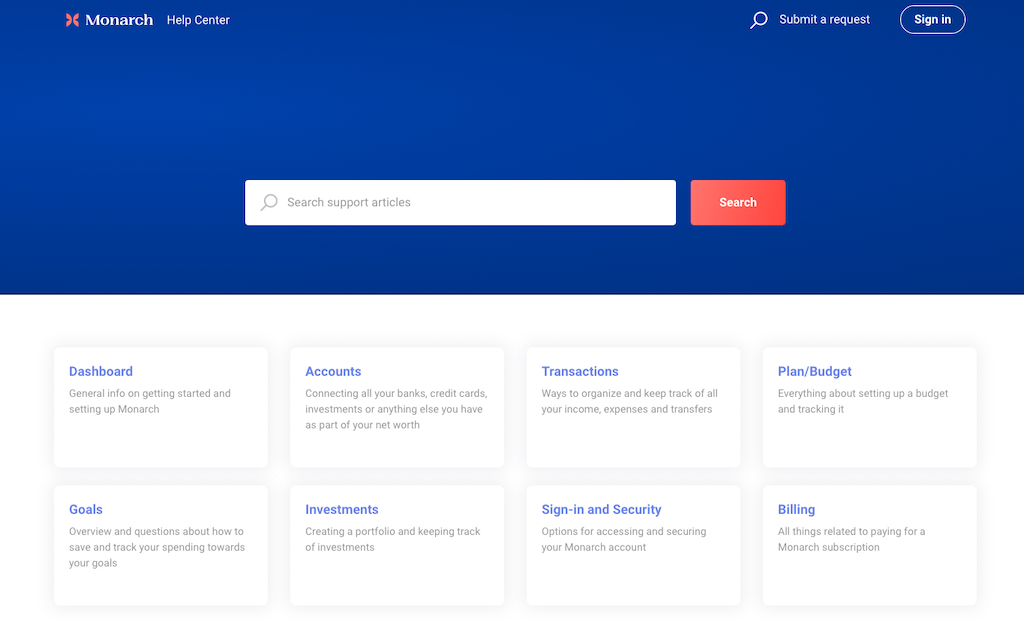 Monarch Help Center
Submit a request
Sign in
Search support articles
Search
Dashboard
General info on getting started and
setting up Monarch
Accounts
Connecting all your banks, credit cards,
investments or anything else you have
as part of your net worth
Transactions
Ways to organize and keep track of all
your income, expenses and transfers
Plan/Budget
Everything about setting up a budget
and tracking it
Goals
Overview and questions about how to
save and track your spending towards
your goals
Investments
Creating a portfolio and keeping track
of investments
Sign-in and Security
Options for accessing and securing
your Monarch account
Billing
All things related to paying for a
Monarch subscription